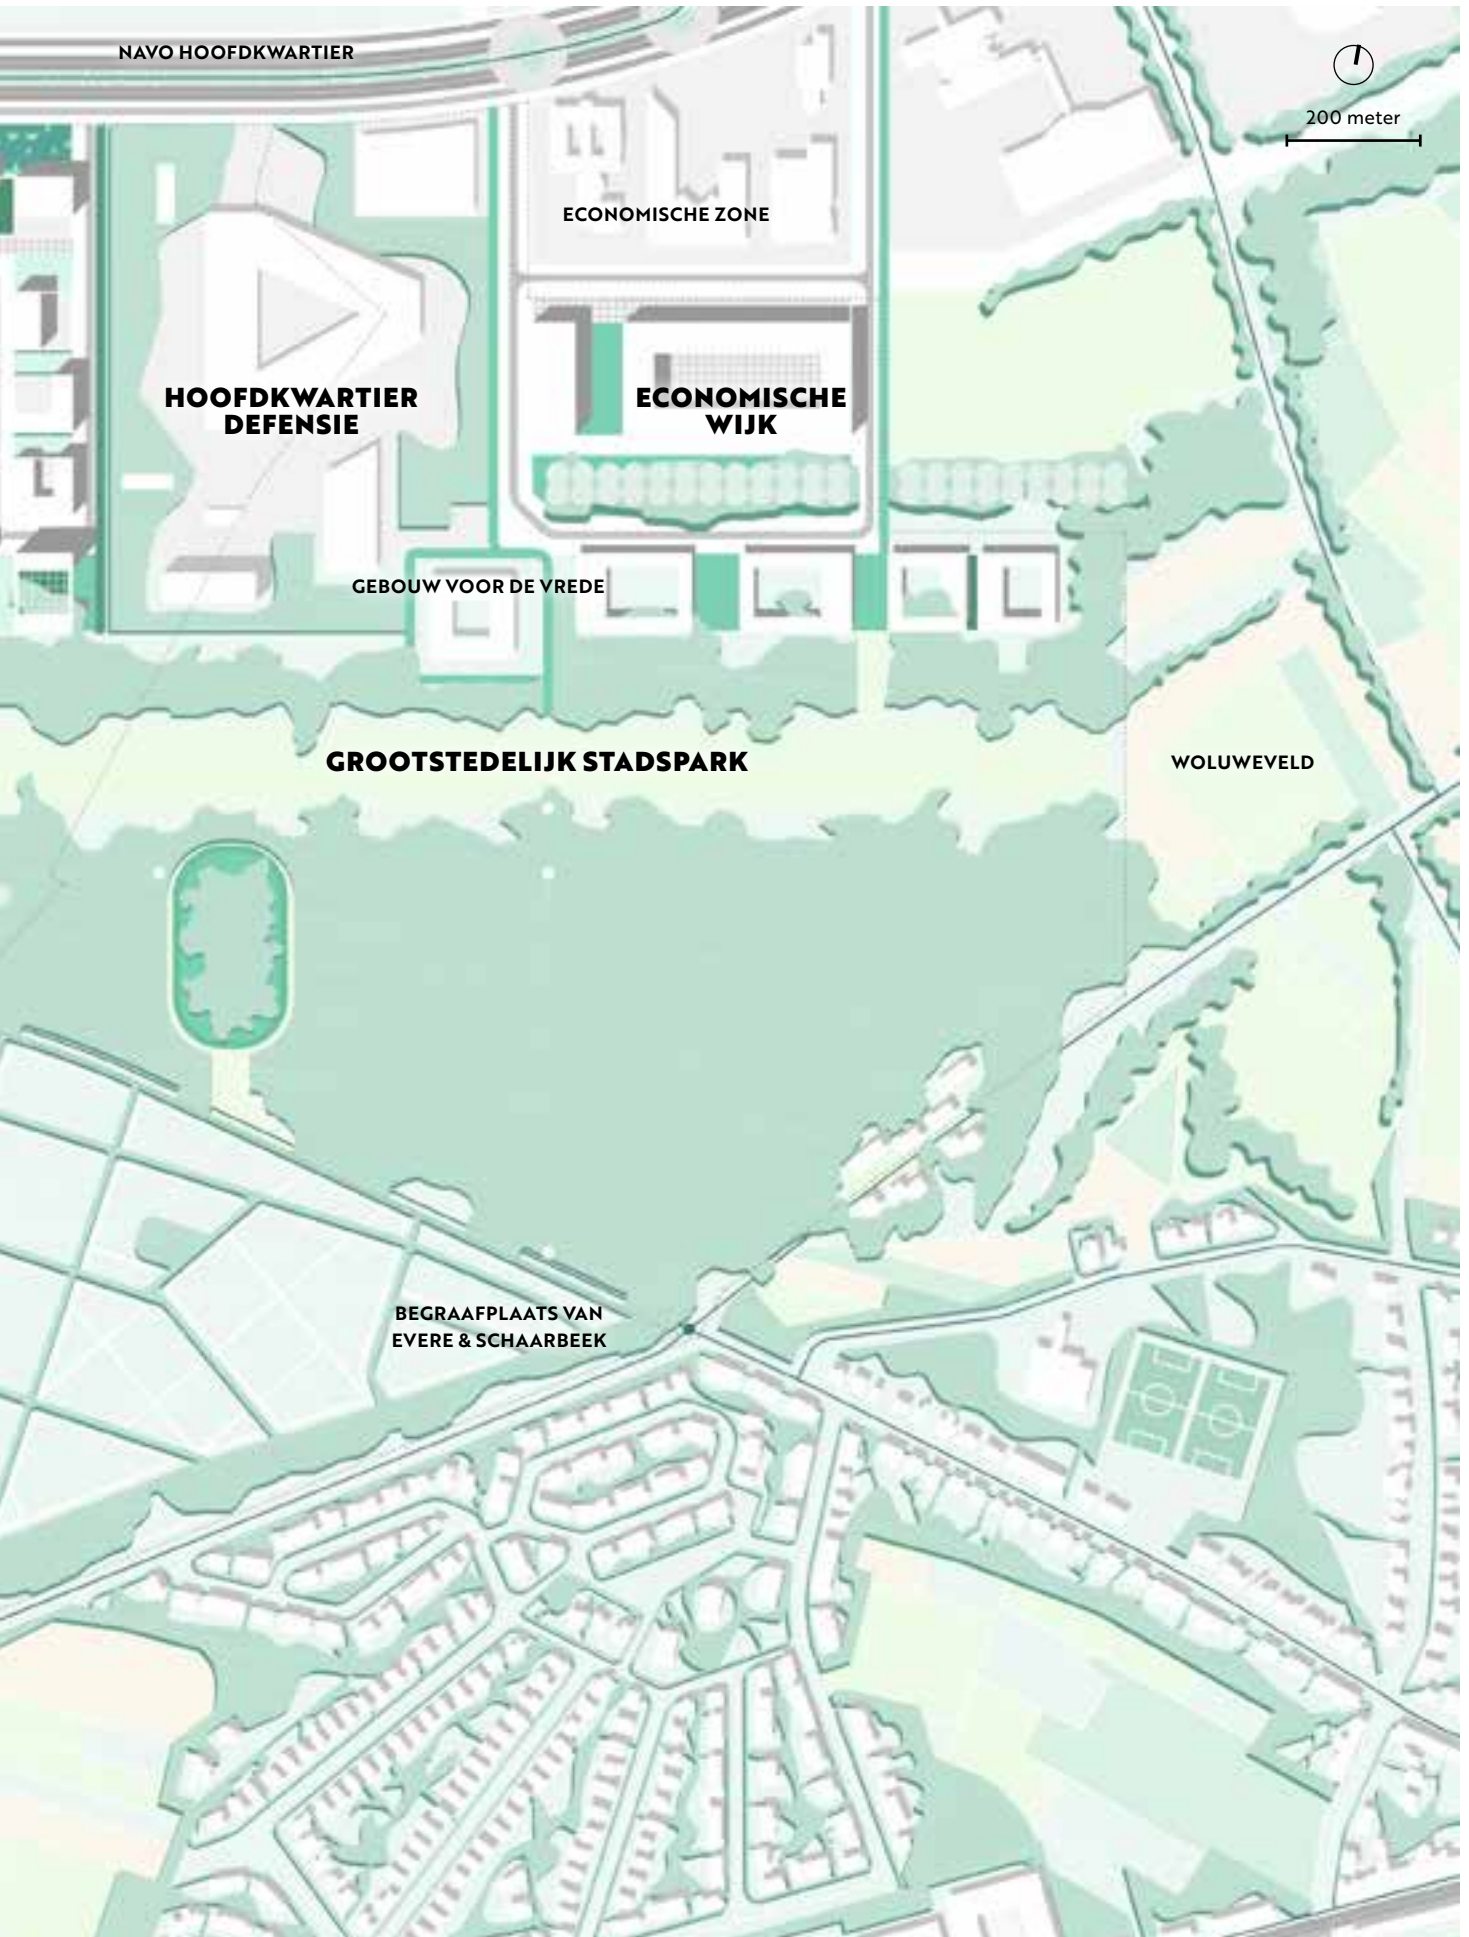 NAVO HOOFDKWARTIER
200 meter
ECONOMISCHE ZONE
HOOFDKWARTIER
DEFENSIE
ECONOMISCHE
WIJK
GEBOUW VOOR DE VREDE
GROOTSTEDELIJK STADSPARK
WOLUWEVELD
BEGRAAFPLAATS VAN
EVERE & SCHAARBEEK